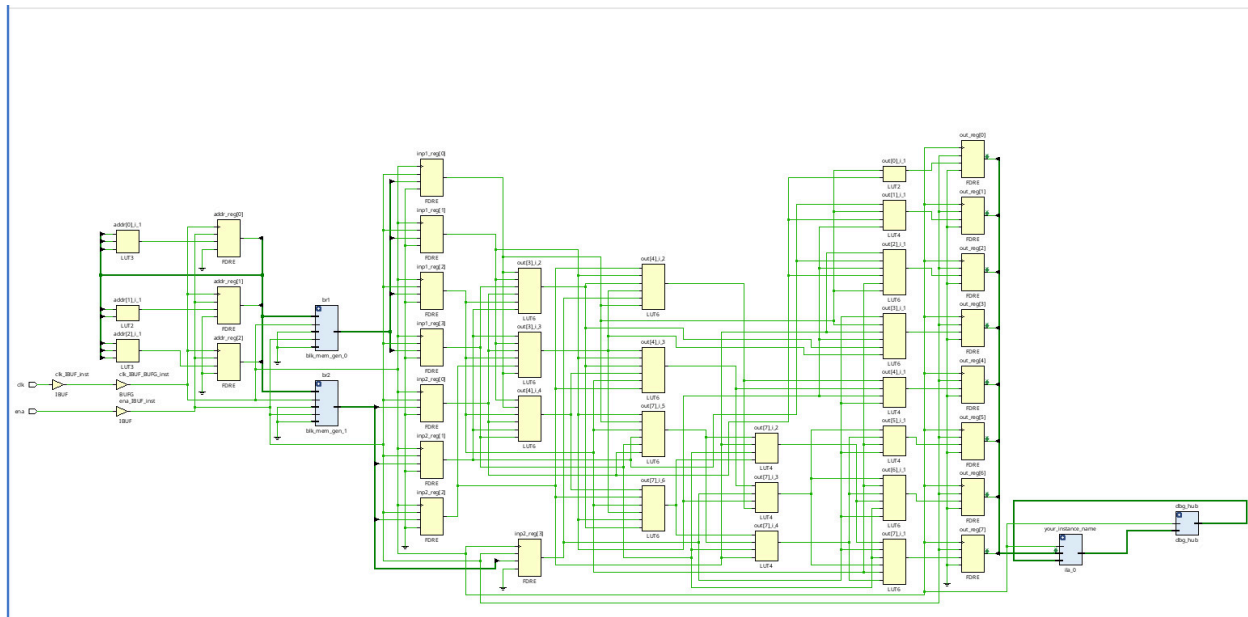 clk
clk_IBUF_inst
IBUF
clk_IBUF_BUFG_inst
BUFG
ena
ena_IBUF_inst
IBUF
addr[0]_i_1
LUT3
addr[1]_i_1
LUT2
addr[2]_i_1
LUT3
addr_reg[0]
FDRE
addr_reg[1]
FDRE
addr_reg[2]
FDRE
br1
blk_mem_gen_0
br2
blk_mem_gen_1
inp1_reg[0]
FDRE
inp1_reg[1]
FDRE
inp1_reg[2]
FDRE
inp1_reg[3]
FDRE
inp2_reg[0]
FDRE
inp2_reg[1]
FDRE
inp2_reg[2]
FDRE
inp2_reg[3]
FDRE
out[3]_i_2
LUT6
out[3]_i_3
LUT6
out[4]_i_4
LUT6
out[4]_i_2
LUT6
out[4]_i_3
LUT6
out[7]_i_5
LUT6
out[7]_i_6
LUT6
out[7]_i_2
LUT4
out[7]_i_3
LUT4
out[7]_i_4
LUT4
out[0]_i_1
LUT2
out[1]_i_1
LUT4
out[2]_i_1
LUT6
out[3]_i_1
LUT6
out[4]_i_1
LUT4
out[5]_i_1
LUT4
out[6]_i_1
LUT6
out[7]_i_1
LUT6
out_reg[0]
FDRE
out_reg[1]
FDRE
out_reg[2]
FDRE
out_reg[3]
FDRE
out_reg[4]
FDRE
out_reg[5]
FDRE
out_reg[6]
FDRE
out_reg[7]
FDRE
your_instance_name
ila_0
dbg_hub
dbg_hub